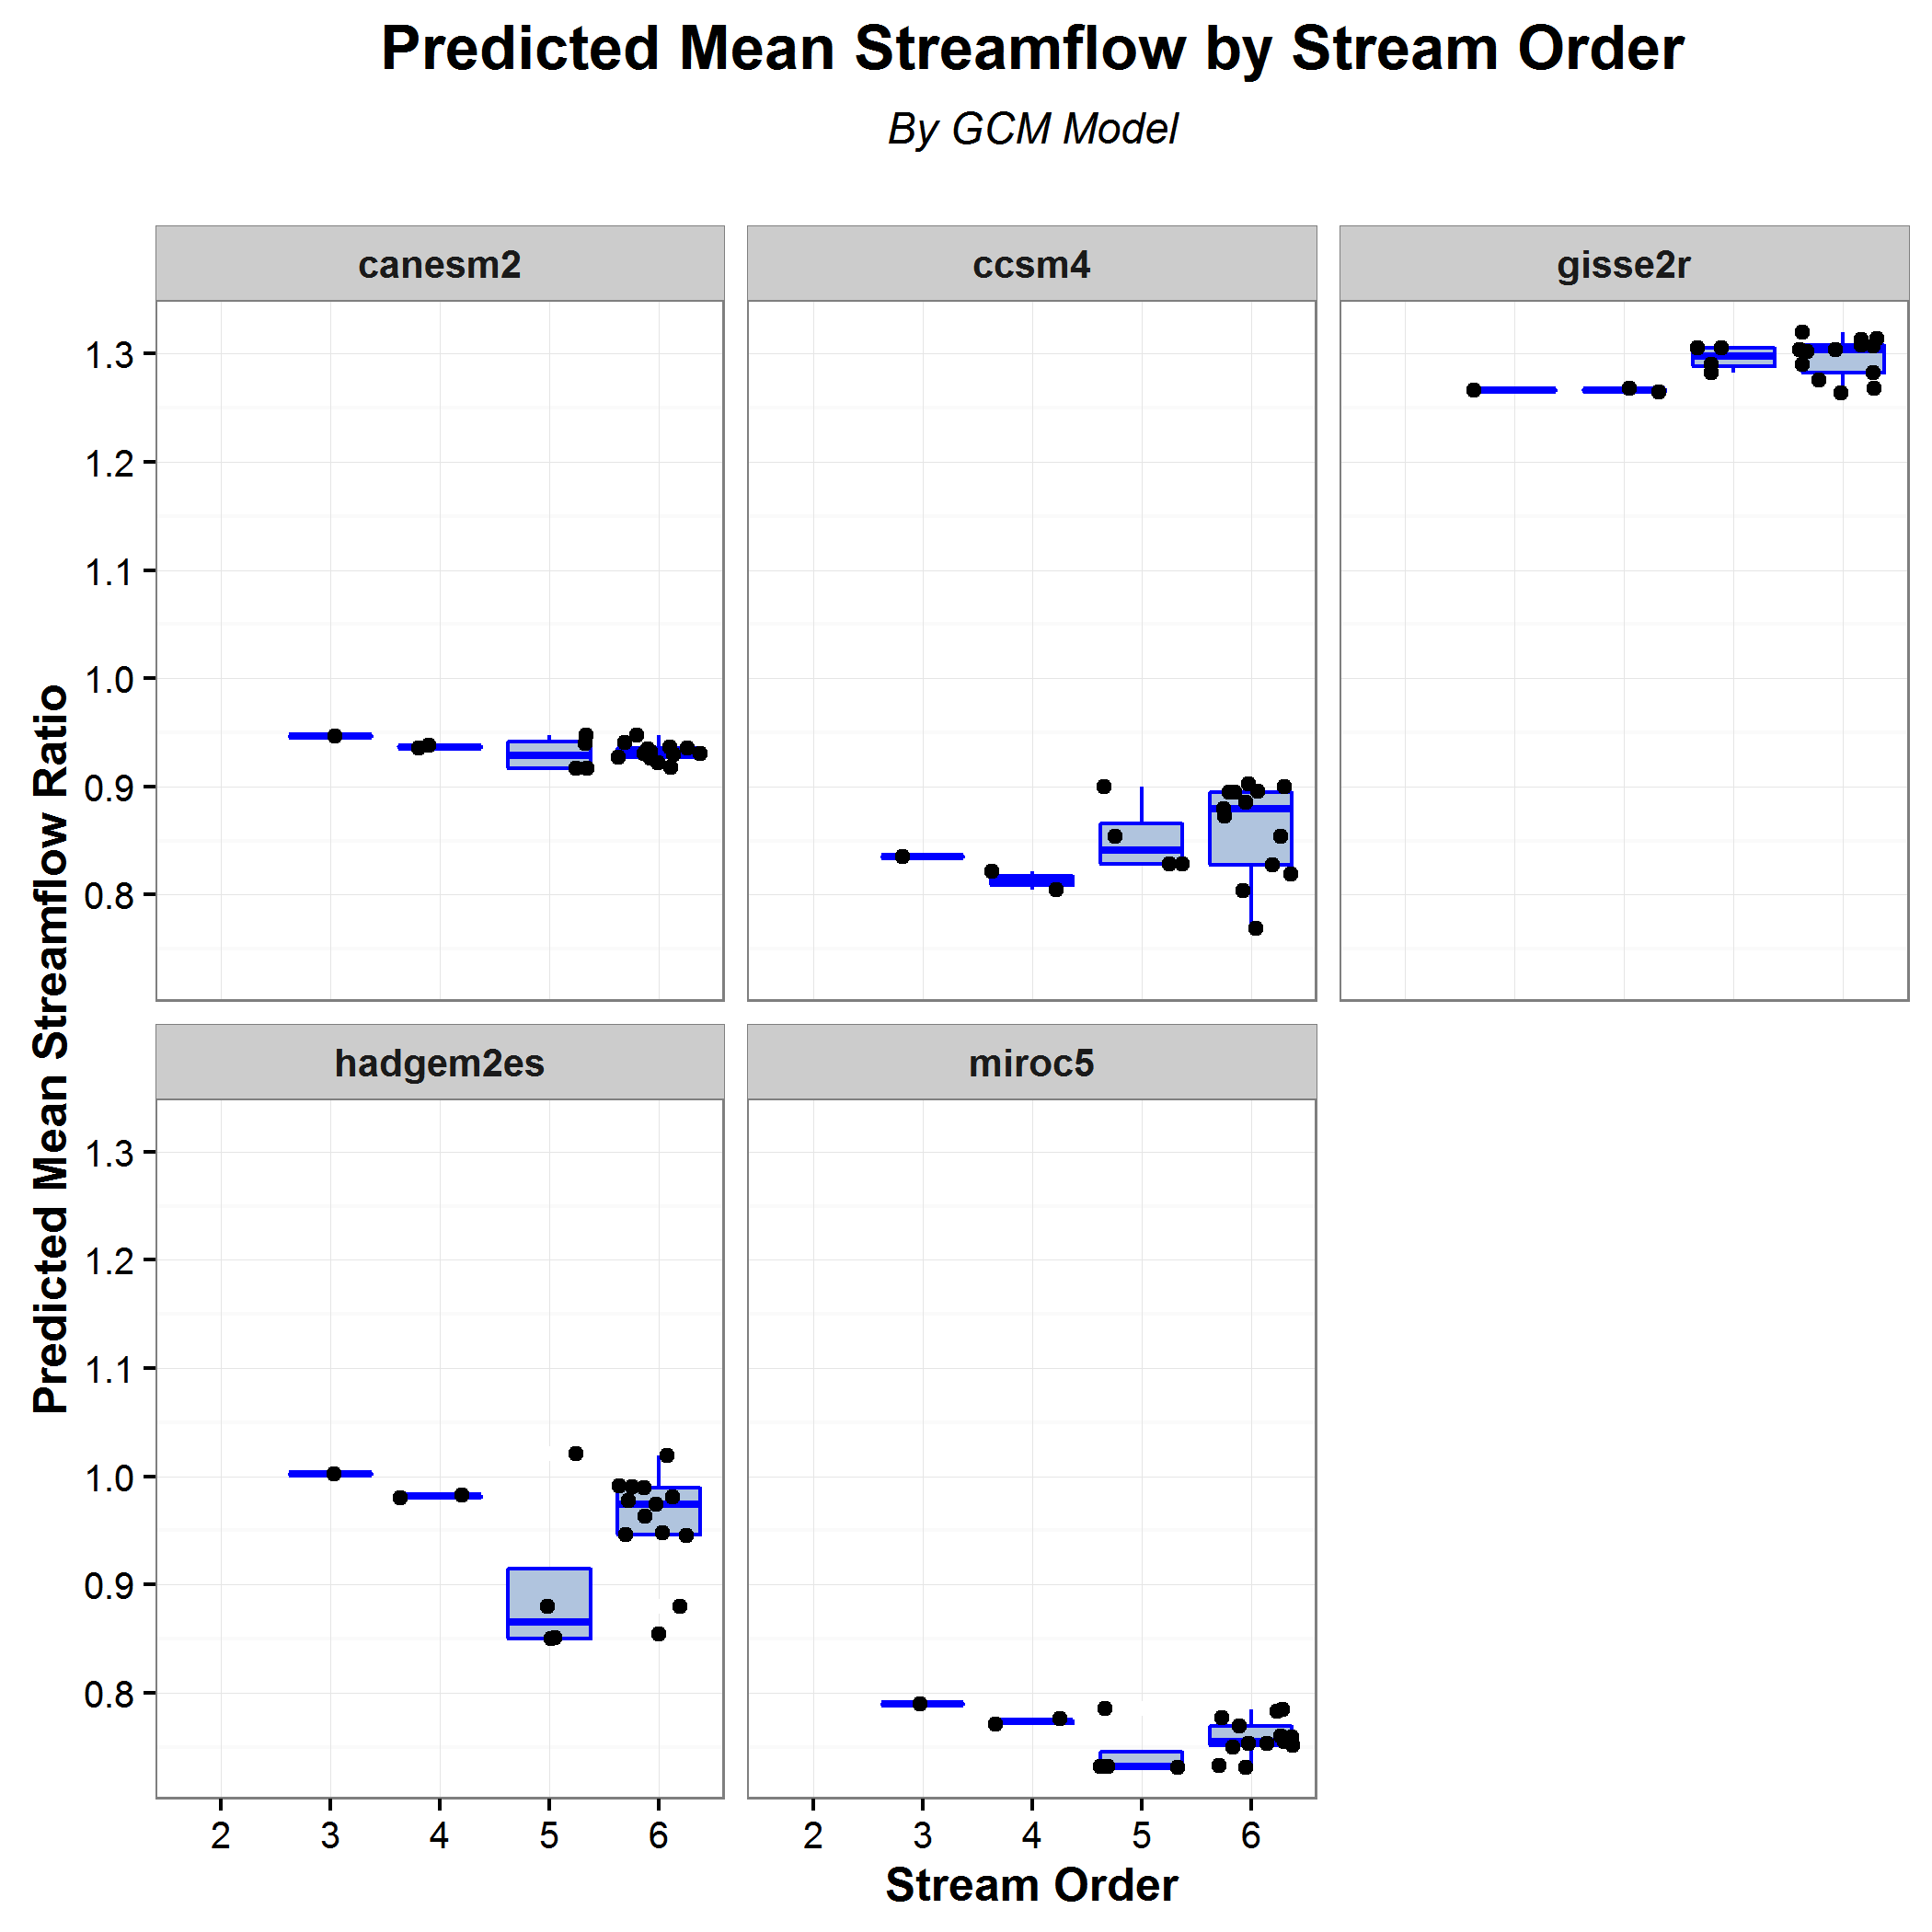 Predicted Mean Streamflow by Stream Order
By GCM Model
canesm2
ccsm4
gisse2r
1.3
1.2
1.1
1.0
0.9
0.8
Predicted Mean Streamflow Ratio
hadgem2es
miroc5
1.3
1.2
1.1
1.0
0.9
0.8
2 3 4 5 6
2 3 4 5 6
Stream Order